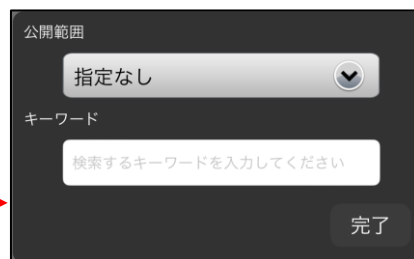 公開範囲
指定なし
キーワード
検索するキーワードを入力してください
完了